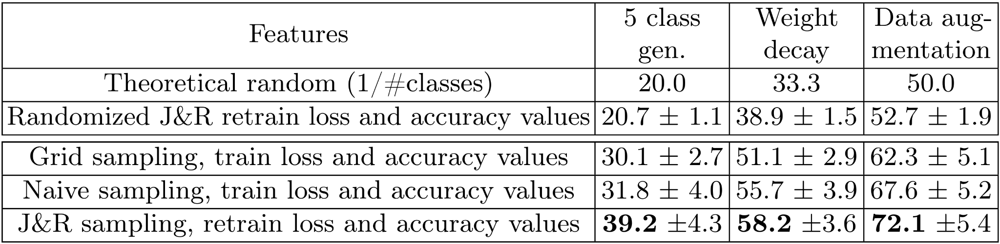 Features | 5 class gen. | Weight decay | Data aug-mentation
Theoretical random (1/#classes) | 20.0 | 33.3 | 50.0
Randomized J&R retrain loss and accuracy values | 20.7 ± 1.1 | 38.9 ± 1.5 | 52.7 ± 1.9
Grid sampling, train loss and accuracy values | 30.1 ± 2.7 | 51.1 ± 2.9 | 62.3 ± 5.1
Naive sampling, train loss and accuracy values | 31.8 ± 4.0 | 55.7 ± 3.9 | 67.6 ± 5.2
J&R sampling, retrain loss and accuracy values | 39.2 ±4.3 | 58.2 ±3.6 | 72.1 ±5.4